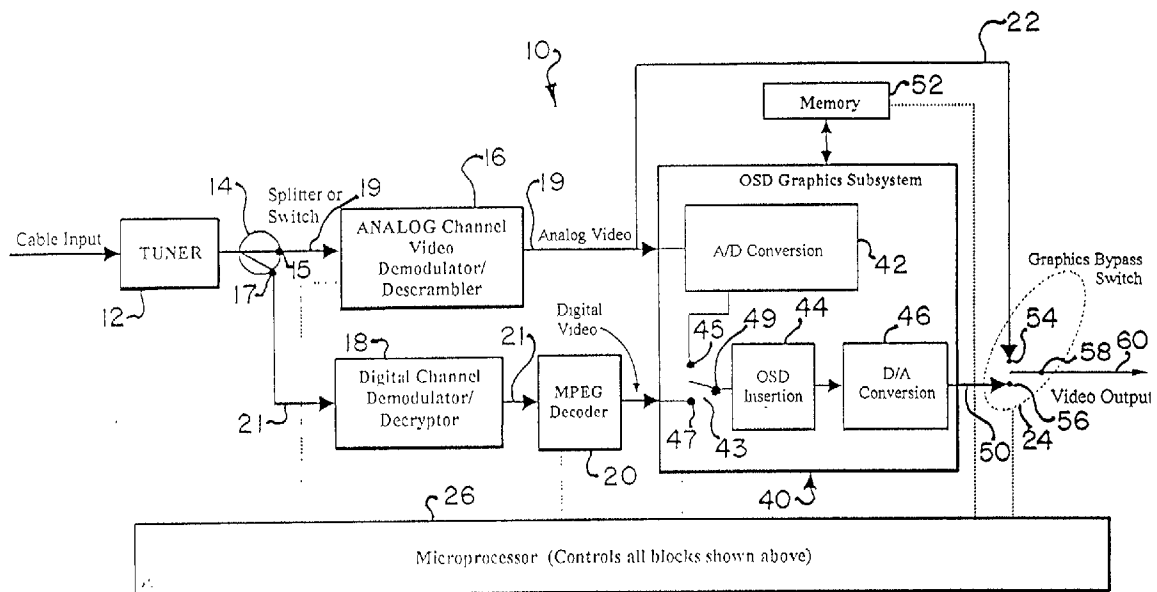 22
10
52
Memory
16
OSD Graphics Subsystem
14
Splitter or
Switch
19
19
ANALOG Channel
Video
Demodulator/
Descrambler
Cable Input
TUNER
Analog Video
A/D Conversion
42
Graphics Bypass
Switch
15
17
12
Digital
Video
45
49
44
46
54
58
60
18
21
Digital Channel
Demodulator/
Decryptor
MPEG
Decoder
OSD
Insertion
D/A
Conversion
Video Output
21
47
43
50
56
24
20
40
26
Microprocessor (Controls all blocks shown above)